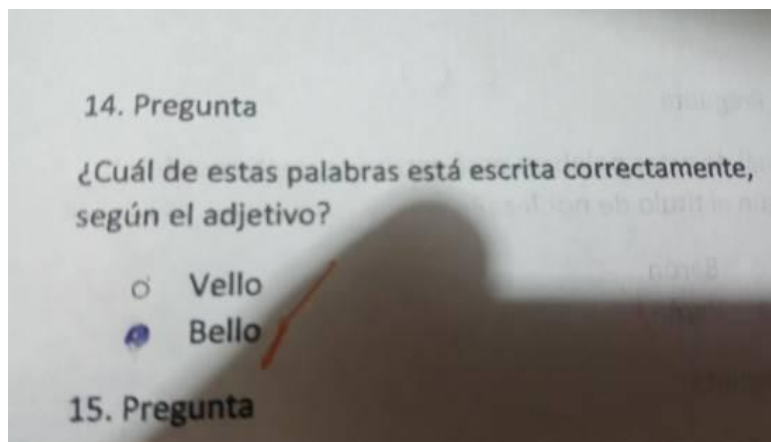 14. Pregunta
¿Cuál de estas palabras está escrita correctamente,
según el adjetivo?
Vello
Bello
15. Pregunta